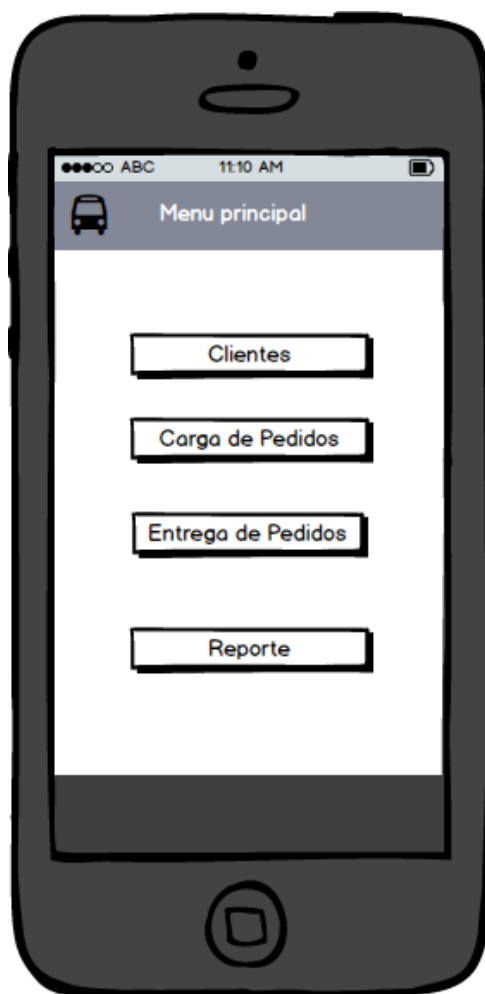 ABC 11:10 AM
Menu principal
Clientes
Carga de Pedidos
Entrega de Pedidos
Reporte